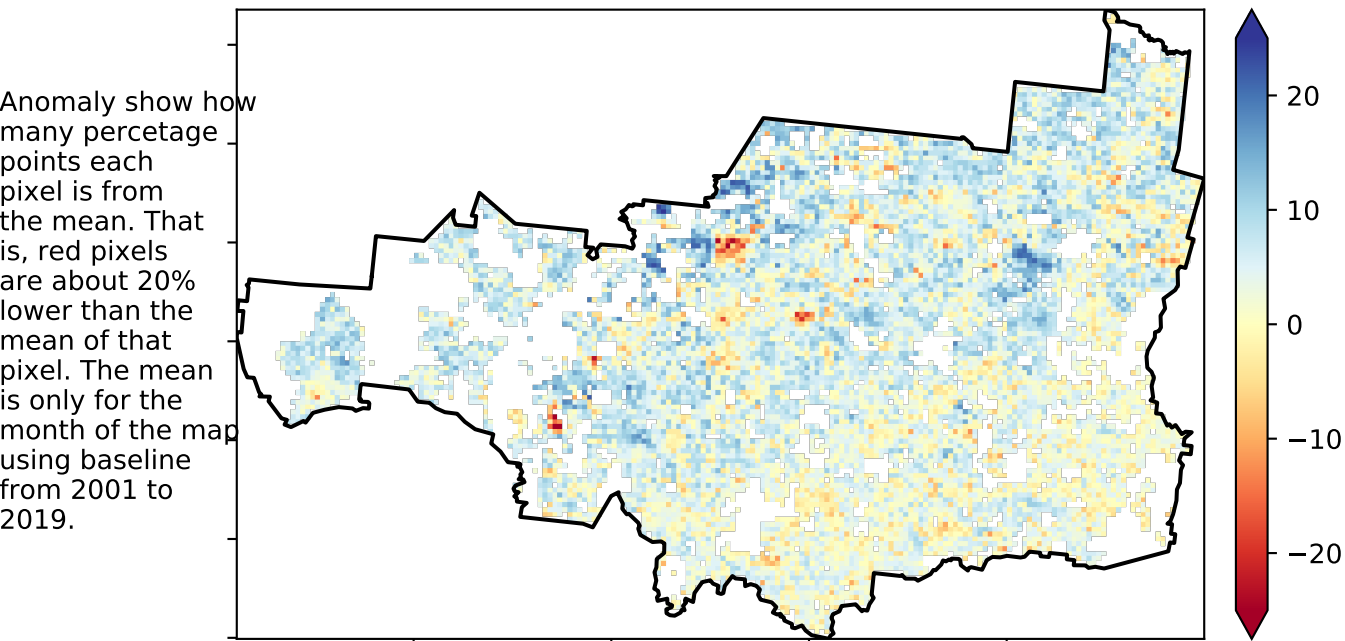 Anomaly show how
many percetage
points each
pixel is from
the mean. That
is, red pixels
are about 20%
lower than the
mean of that
pixel. The mean
is only for the
month of the map
using baseline
from 2001 to
2019.
20
10
0
−10
−20